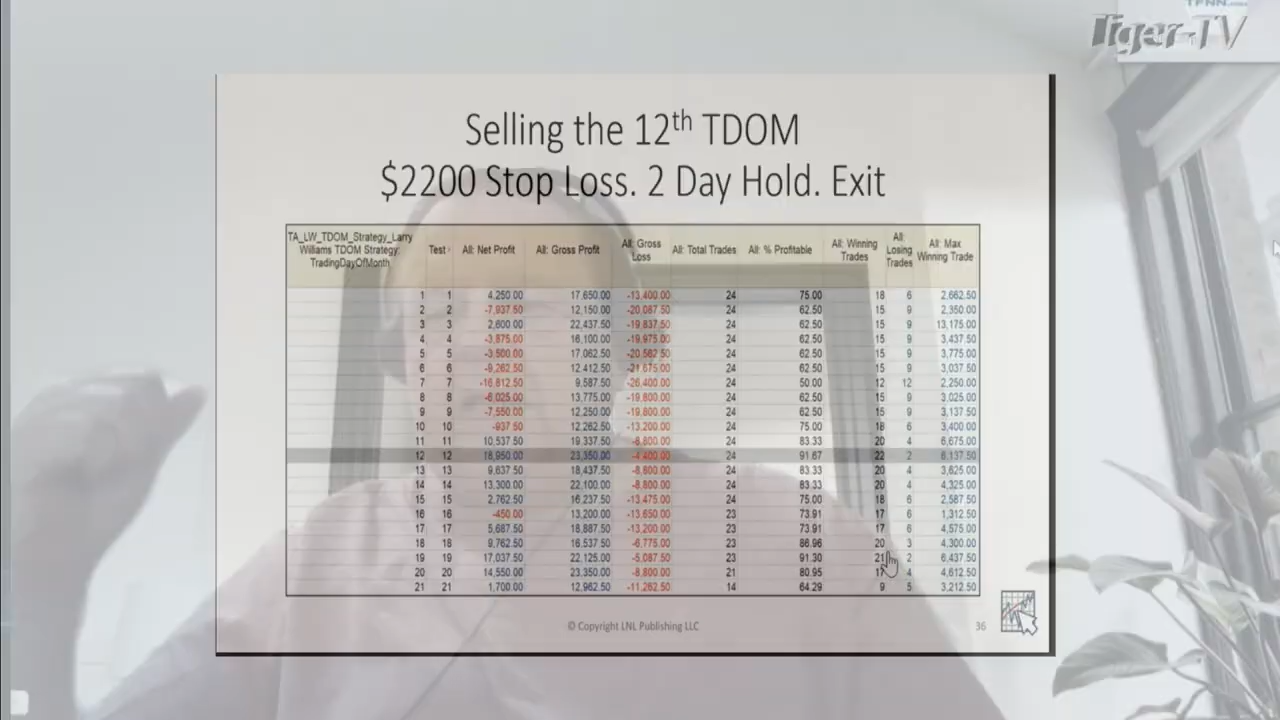 TFNN.com
Tiger-TV
Selling the 12th TDOM
$2200 Stop Loss. 2 Day Hold. Exit
TA_LW_TDOM_Strategy_Larry Williams TDOM Strategy: TradingDayOfMonth Test All: Net Profit All: Gross Profit All: Gross Loss All: Total Trades All: % Profitable All: Winning Trades All: Losing Trades All: Max Winning Trade
1 1 4,250.00 17,650.00 -13,400.00 24 75.00 18 6 2,662.50
2 2 -7,937.50 12,150.00 -20,087.50 24 62.50 15 9 2,350.00
3 3 2,600.00 22,437.50 -19,837.50 24 62.50 15 9 13,175.00
4 4 -3,875.00 16,100.00 -19,975.00 24 62.50 15 9 3,437.50
5 5 -3,500.00 17,062.50 -20,562.50 24 62.50 15 9 3,775.00
6 6 -9,262.50 12,412.50 -21,675.00 24 62.50 15 9 3,037.50
7 7 -16,812.50 9,587.50 -26,400.00 24 50.00 12 12 2,250.00
8 8 -6,025.00 13,775.00 -19,800.00 24 62.50 15 9 3,025.00
9 9 -7,550.00 12,250.00 -19,800.00 24 62.50 15 9 3,137.50
10 10 -937.50 12,262.50 -13,200.00 24 75.00 18 6 3,400.00
11 11 10,537.50 19,337.50 -8,800.00 24 83.33 20 4 6,675.00
12 12 18,950.00 23,350.00 -4,400.00 24 91.67 22 2 6,137.50
13 13 9,637.50 18,437.50 -8,800.00 24 83.33 20 4 3,625.00
14 14 13,300.00 22,100.00 -8,800.00 24 83.33 20 4 4,325.00
15 15 2,762.50 16,237.50 -13,475.00 24 75.00 18 6 2,587.50
16 16 -450.00 13,200.00 -13,650.00 23 73.91 17 6 1,312.50
17 17 5,687.50 18,887.50 -13,200.00 23 73.91 17 6 4,575.00
18 18 9,762.50 16,537.50 -6,775.00 23 86.96 20 3 4,300.00
19 19 17,037.50 22,125.00 -5,087.50 23 91.30 21 2 6,437.50
20 20 14,550.00 23,350.00 -8,800.00 21 80.95 17 4 4,612.50
21 21 1,700.00 12,962.50 -11,262.50 14 64.29 9 5 3,212.50
© Copyright LNL Publishing LLC
36